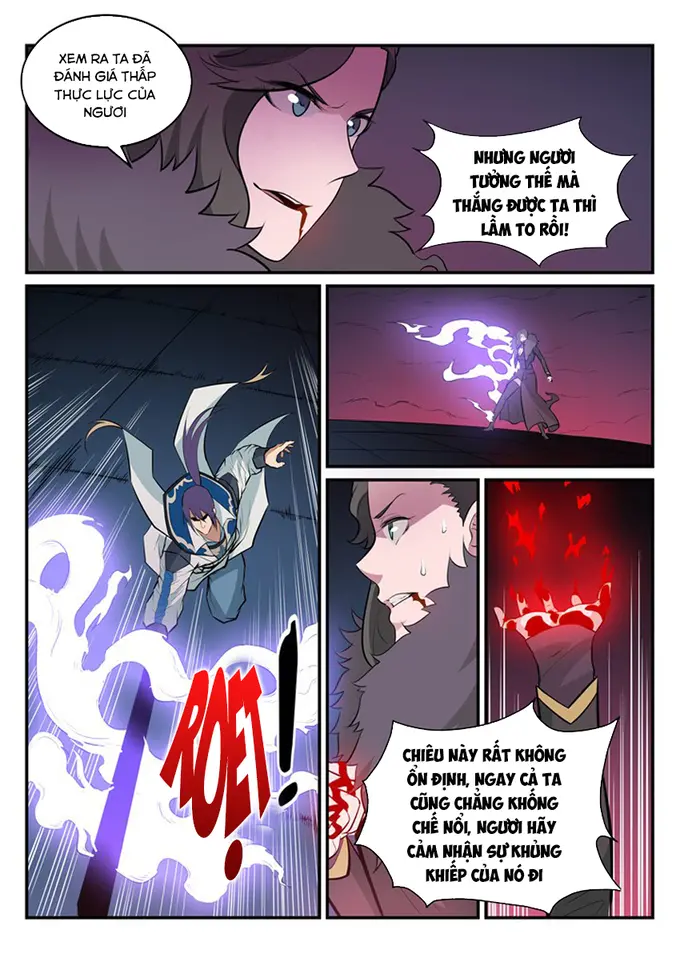 XEM RA TA ĐÃ
ĐÁNH GIÁ THẤP
THỰC LỰC CỦA
NGƯƠI
NHƯNG NGƯƠI
TƯỞNG THẾ MÀ
THẮNG ĐƯỢC TA THÌ
LẦM TO RỒI!
ROẸT!
CHIÊU NÀY RẤT KHÔNG
ỔN ĐỊNH, NGAY CẢ TA
CŨNG CHẲNG KHỐNG
CHẾ NỔI, NGƯƠI HÃY
CẢM NHẬN SỰ KHỦNG
KHIẾP CỦA NÓ ĐI